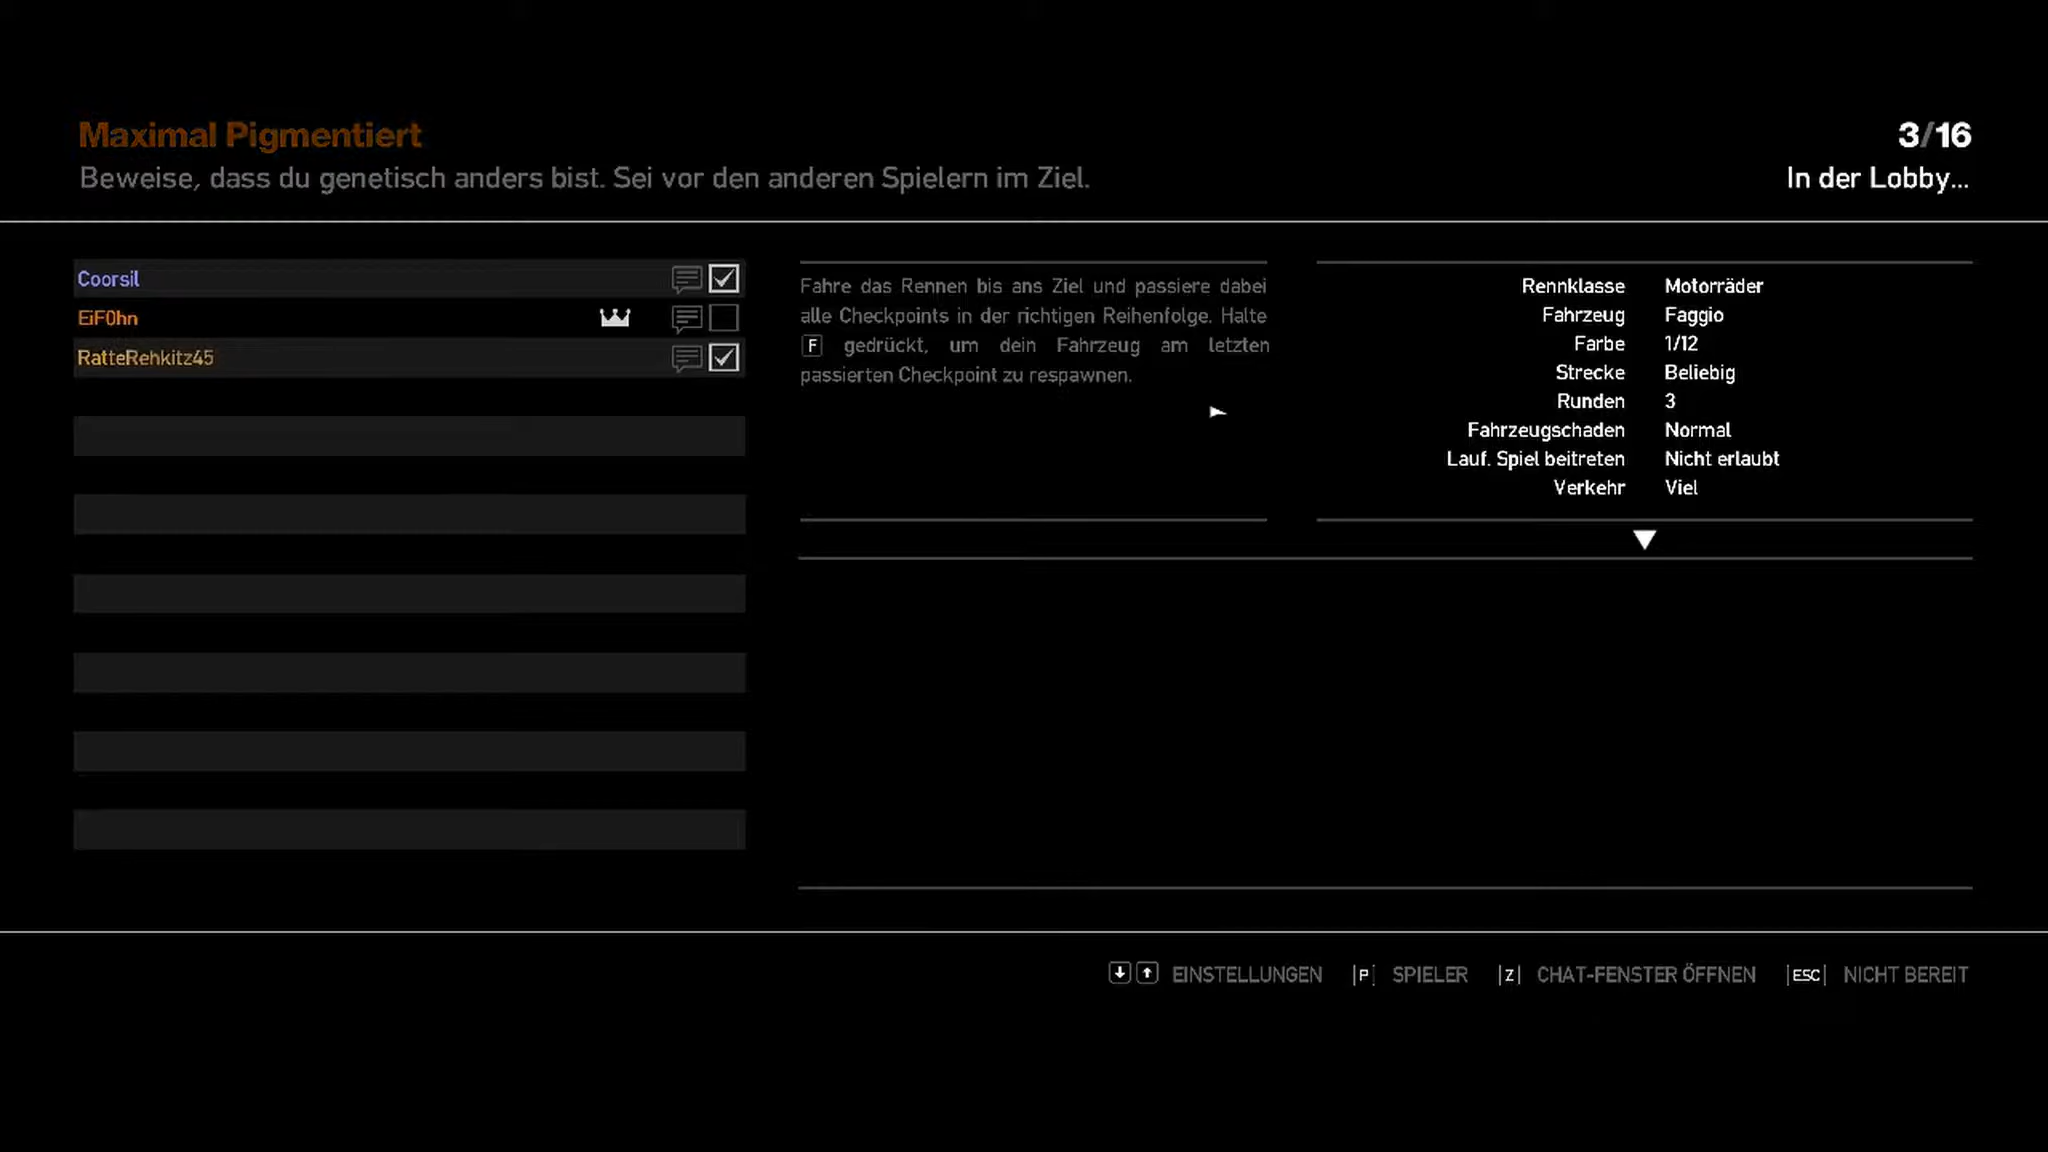 Maximal Pigmentiert
3/16
Beweise, dass du genetisch anders bist. Sei vor den anderen Spielern im Ziel.
In der Lobby...
Coorsil
EiF0hn
RatteRehkitz45
Fahre das Rennen bis ans Ziel und passiere dabei
alle Checkpoints in der richtigen Reihenfolge. Halte
F gedrückt, um dein Fahrzeug am letzten
passierten Checkpoint zu respawnen.
Rennklasse Motorräder
Fahrzeug Faggio
Farbe 1/12
Strecke Beliebig
Runden 3
Fahrzeugschaden Normal
Lauf. Spiel beitreten Nicht erlaubt
Verkehr Viel
EINSTELLUNGEN P SPIELER Z CHAT-FENSTER ÖFFNEN ESC NICHT BEREIT